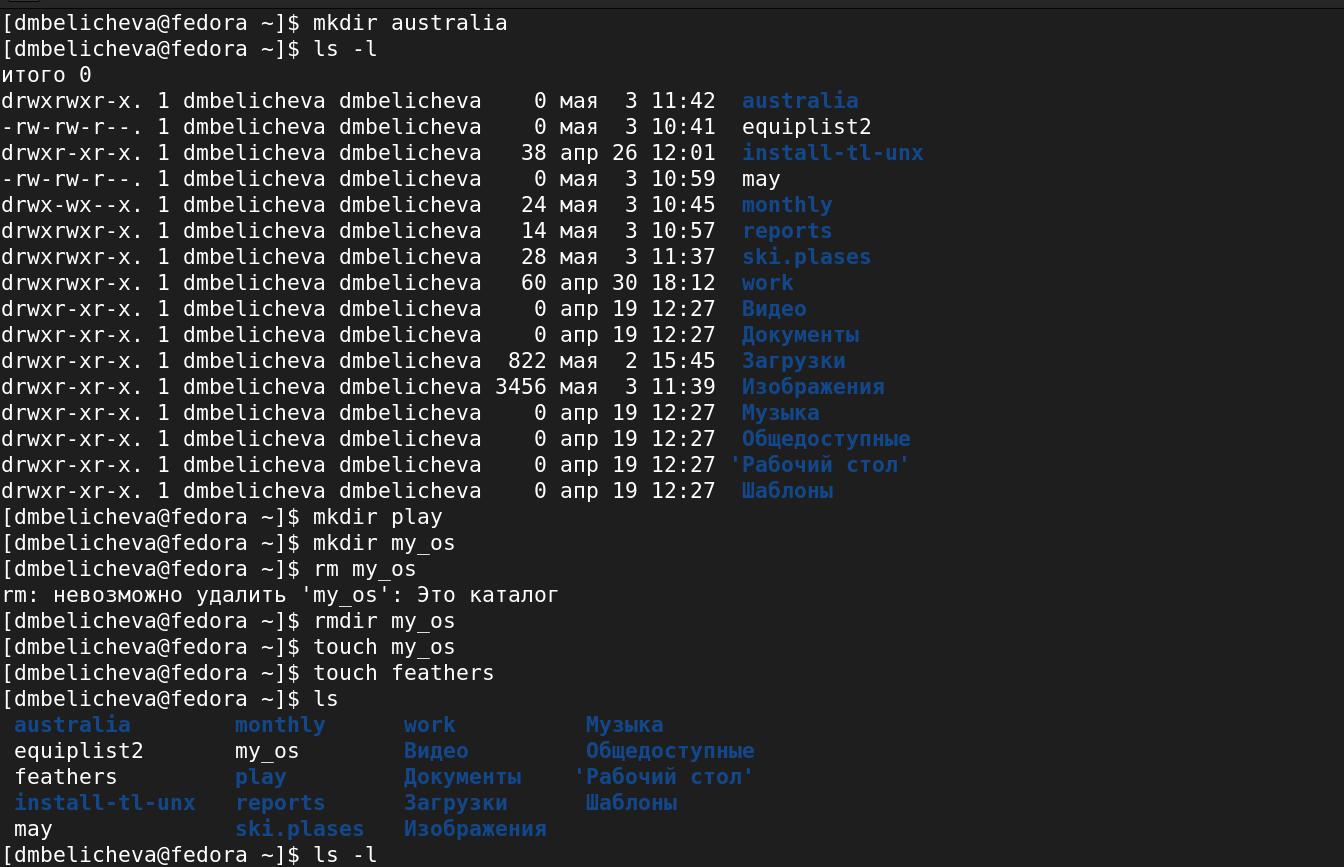 [dmbelicheva@fedora ~]$ mkdir australia
[dmbelicheva@fedora ~]$ ls -l
итого 0
drwxrwxr-x. 1 dmbelicheva dmbelicheva    0 мая  3 11:42  australia
-rw-rw-r--. 1 dmbelicheva dmbelicheva    0 мая  3 10:41  equiplist2
drwxr-xr-x. 1 dmbelicheva dmbelicheva   38 апр 26 12:01  install-tl-unx
-rw-rw-r--. 1 dmbelicheva dmbelicheva    0 мая  3 10:59  may
drwx-wx--x. 1 dmbelicheva dmbelicheva   24 мая  3 10:45  monthly
drwxrwxr-x. 1 dmbelicheva dmbelicheva   14 мая  3 10:57  reports
drwxrwxr-x. 1 dmbelicheva dmbelicheva   28 мая  3 11:37  ski.plases
drwxrwxr-x. 1 dmbelicheva dmbelicheva   60 апр 30 18:12  work
drwxr-xr-x. 1 dmbelicheva dmbelicheva    0 апр 19 12:27  Видео
drwxr-xr-x. 1 dmbelicheva dmbelicheva    0 апр 19 12:27  Документы
drwxr-xr-x. 1 dmbelicheva dmbelicheva  822 мая  2 15:45  Загрузки
drwxr-xr-x. 1 dmbelicheva dmbelicheva 3456 мая  3 11:39  Изображения
drwxr-xr-x. 1 dmbelicheva dmbelicheva    0 апр 19 12:27  Музыка
drwxr-xr-x. 1 dmbelicheva dmbelicheva    0 апр 19 12:27  Общедоступные
drwxr-xr-x. 1 dmbelicheva dmbelicheva    0 апр 19 12:27 'Рабочий стол'
drwxr-xr-x. 1 dmbelicheva dmbelicheva    0 апр 19 12:27  Шаблоны
[dmbelicheva@fedora ~]$ mkdir play
[dmbelicheva@fedora ~]$ mkdir my_os
[dmbelicheva@fedora ~]$ rm my_os
rm: невозможно удалить 'my_os': Это каталог
[dmbelicheva@fedora ~]$ rmdir my_os
[dmbelicheva@fedora ~]$ touch my_os
[dmbelicheva@fedora ~]$ touch feathers
[dmbelicheva@fedora ~]$ ls
 australia        monthly      work          Музыка
 equiplist2       my_os        Видео         Общедоступные
 feathers         play         Документы    'Рабочий стол'
 install-tl-unx   reports      Загрузки      Шаблоны
 may              ski.plases   Изображения
[dmbelicheva@fedora ~]$ ls -l